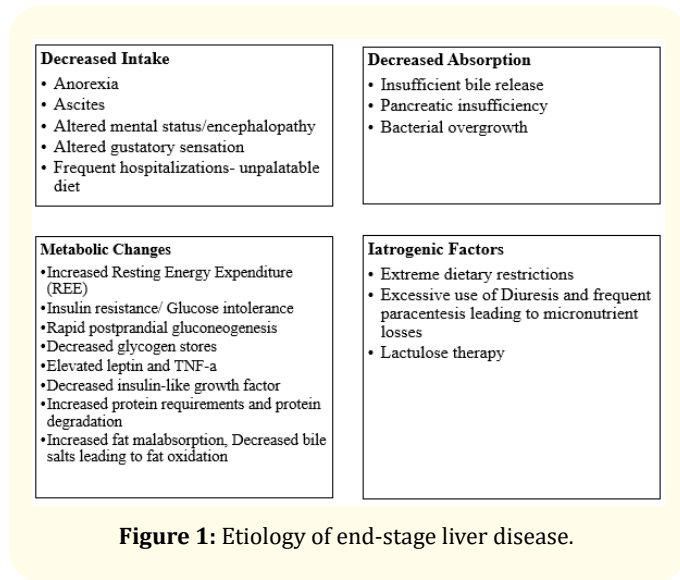 Decreased Intake
• Anorexia
• Ascites
• Altered mental status/encephalopathy
• Altered gustatory sensation
• Frequent hospitalizations- unpalatable
diet
Decreased Absorption
• Insufficient bile release
• Pancreatic insufficiency
• Bacterial overgrowth
Metabolic Changes
•Increased Resting Energy Expenditure
(REE)
•Insulin resistance/ Glucose intolerance
•Rapid postprandial gluconeogenesis
•Decreased glycogen stores
•Elevated leptin and TNF-a
•Decreased insulin-like growth factor
•Increased protein requirements and protein
degradation
•Increased fat malabsorption, Decreased bile
salts leading to fat oxidation
Iatrogenic Factors
• Extreme dietary restrictions
• Excessive use of Diuresis and frequent
paracentesis leading to micronutrient
losses
• Lactulose therapy
Figure 1: Etiology of end-stage liver disease.